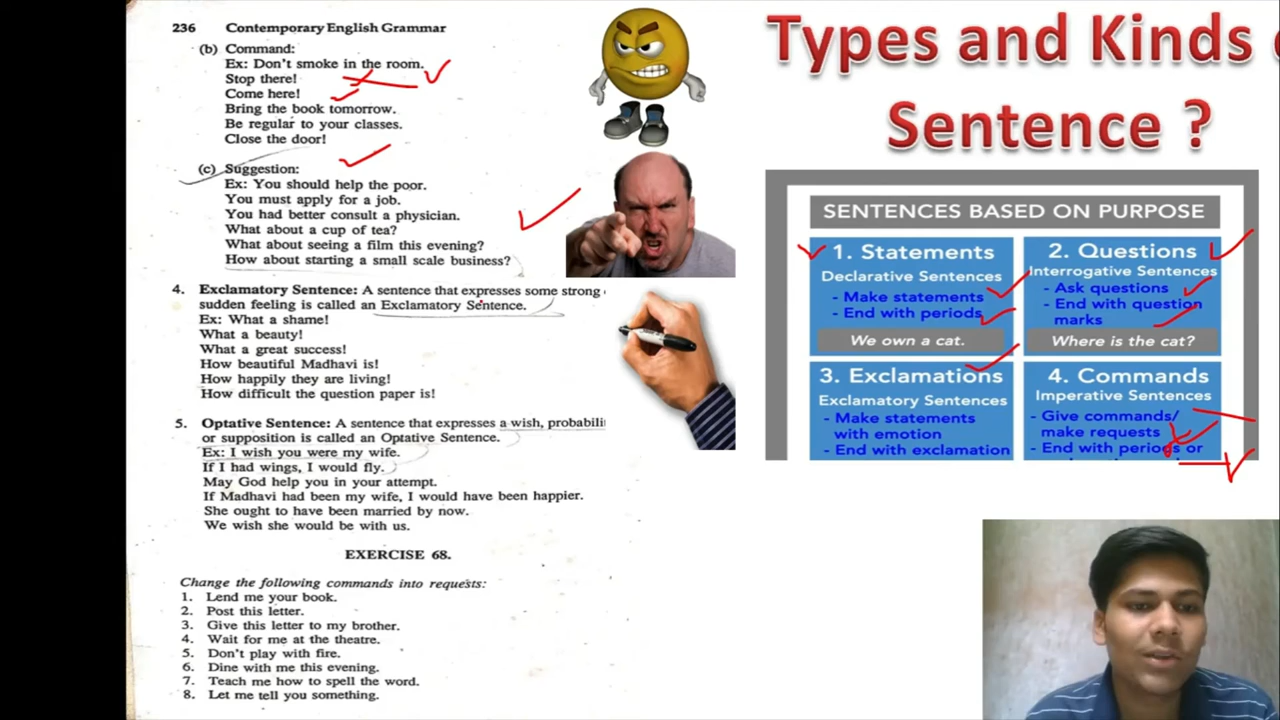 236 Contemporary English Grammar
(b) Command:
Ex: Don't smoke in the room.
Stop there!
Come here!
Bring the book tomorrow.
Be regular to your classes.
Close the door!
(c) Suggestion:
Ex: You should help the poor.
You must apply for a job.
You had better consult a physician.
What about a cup of tea?
What about seeing a film this evening?
How about starting a small scale business?
4. Exclamatory Sentence: A sentence that expresses some strong
sudden feeling is called an Exclamatory Sentence.
Ex: What a shame!
What a beauty!
What a great success!
How beautiful Madhavi is!
How happily they are living!
How difficult the question paper is!
5. Optative Sentence: A sentence that expresses a wish, probabili
or supposition is called an Optative Sentence.
Ex: I wish you were my wife.
If I had wings, I would fly.
May God help you in your attempt.
If Madhavi had been my wife, I would have been happier.
She ought to have been married by now.
We wish she would be with us.
EXERCISE 68.
Change the following commands into requests:
1. Lend me your book.
2. Post this letter.
3. Give this letter to my brother.
4. Wait for me at the theatre.
5. Don't play with fire.
6. Dine with me this evening.
7. Teach me how to spell the word.
8. Let me tell you something.
Types and Kinds
Sentence ?
SENTENCES BASED ON PURPOSE
1. Statements
Declarative Sentences
- Make statements
- End with periods
We own a cat.
2. Questions
Interrogative Sentences
- Ask questions
- End with question
marks
Where is the cat?
3. Exclamations
Exclamatory Sentences
- Make statements
with emotion
- End with exclamation
4. Commands
Imperative Sentences
- Give commands/
make requests
- End with periods or